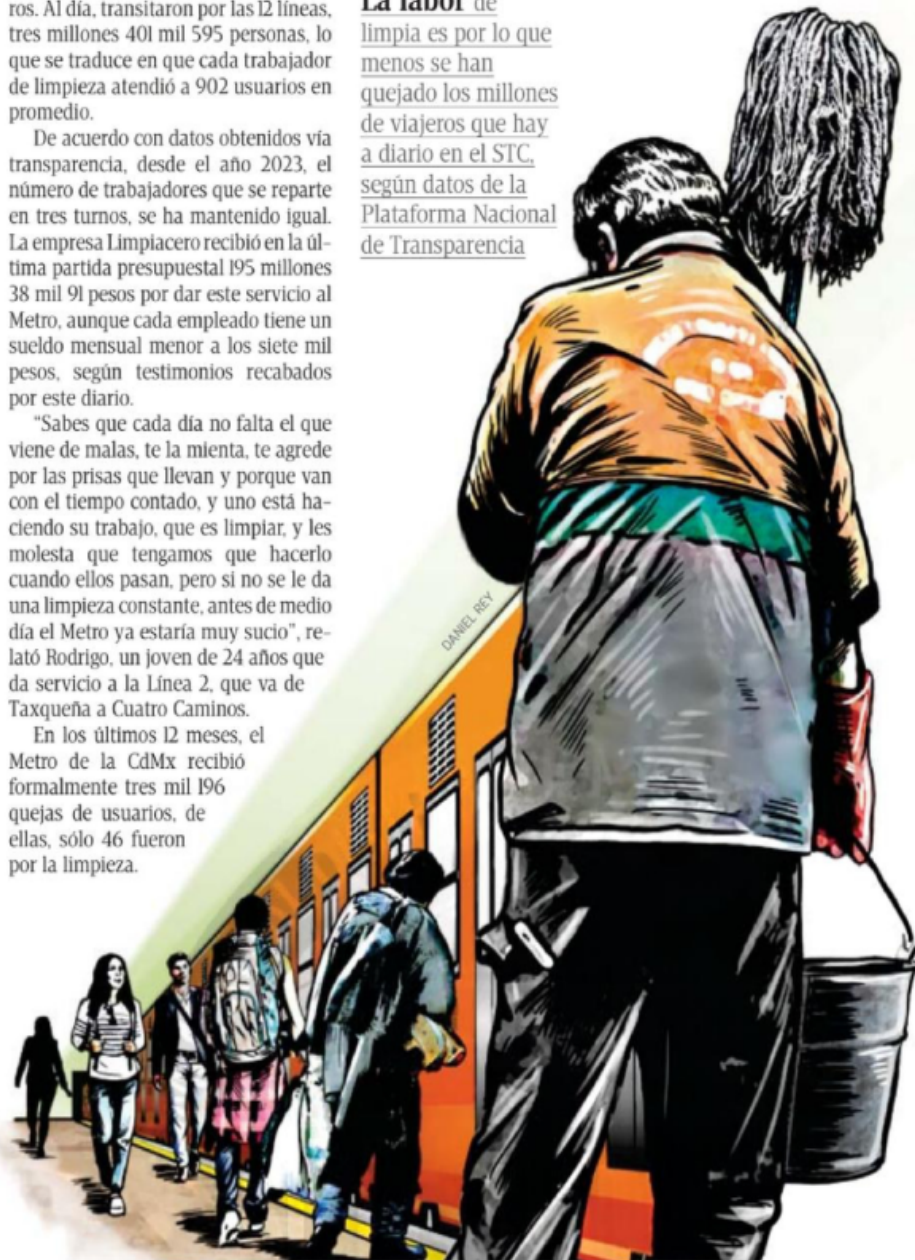 ros. Al día, transitaron por las 12 líneas,
tres millones 401 mil 595 personas, lo
que se traduce en que cada trabajador
de limpieza atendió a 902 usuarios en
promedio.
De acuerdo con datos obtenidos vía
transparencia, desde el año 2023, el
número de trabajadores que se reparte
en tres turnos, se ha mantenido igual.
La empresa Limpiacero recibió en la úl-
tima partida presupuestal 195 millones
38 mil 91 pesos por dar este servicio al
Metro, aunque cada empleado tiene un
sueldo mensual menor a los siete mil
pesos, según testimonios recabados
por este diario.
"Sabes que cada día no falta el que
viene de malas, te la mienta, te agrede
por las prisas que llevan y porque van
con el tiempo contado, y uno está ha-
ciendo su trabajo, que es limpiar, y les
molesta que tengamos que hacerlo
cuando ellos pasan, pero si no se le da
una limpieza constante, antes de medio
día el Metro ya estaría muy sucio", re-
lató Rodrigo, un joven de 24 años que
da servicio a la Línea 2, que va de
Taxqueña a Cuatro Caminos.
En los últimos 12 meses, el
Metro de la CdMx recibió
formalmente tres mil 196
quejas de usuarios, de
ellas, sólo 46 fueron
por la limpieza.
La labor de
limpia es por lo que
menos se han
quejado los millones
de viajeros que hay
a diario en el STC,
según datos de la
Plataforma Nacional
de Transparencia
DANIEL REY